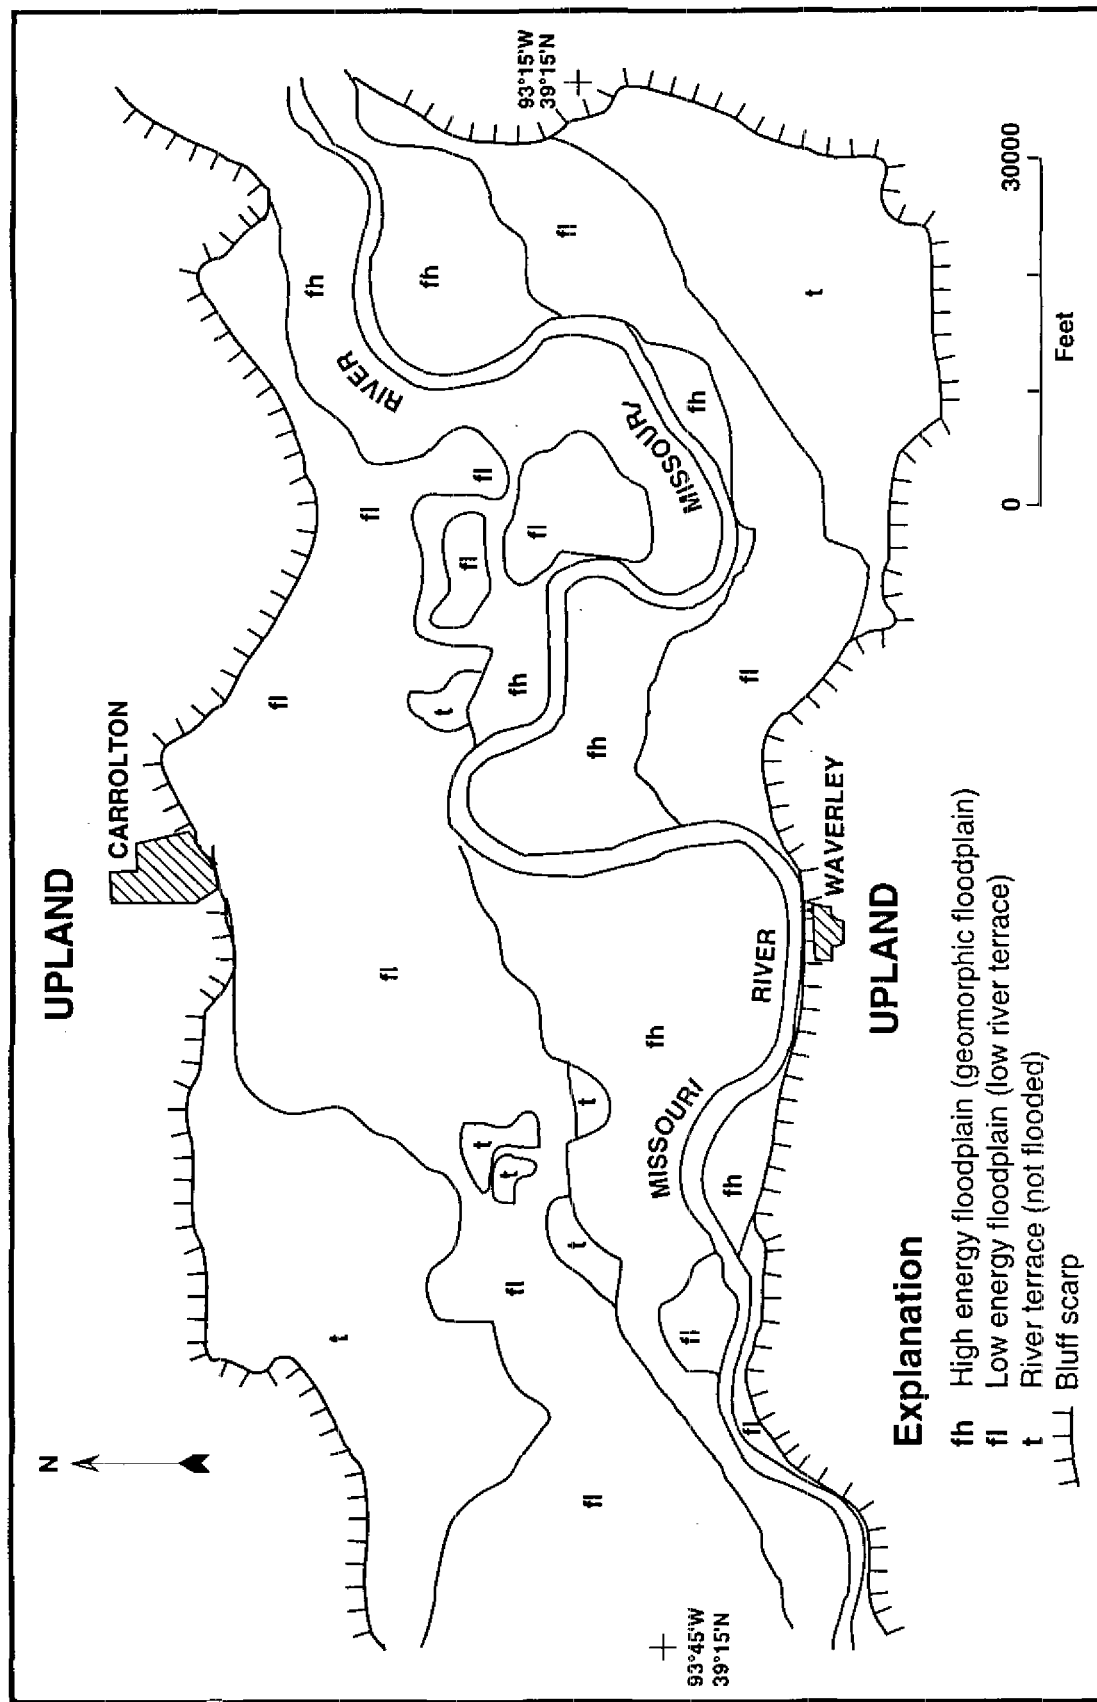 N
UPLAND
CARROLTON
93°15'W
39°15'N
t
fl
fl
fl
fl
fl
t
t
t
t
t
fl
fl
fl
fl
fl
fh
fh
RIVER
fl
fl
fh
fh
fh
MISSOURI
fh
MISSOURI
RIVER
fh
fl
fl
t
93°45'W
39°15'N
WAVERLEY
UPLAND
Explanation
fh High energy floodplain (geomorphic floodplain)
fl Low energy floodplain (low river terrace)
t River terrace (not flooded)
Bluff scarp
0 30000
Feet